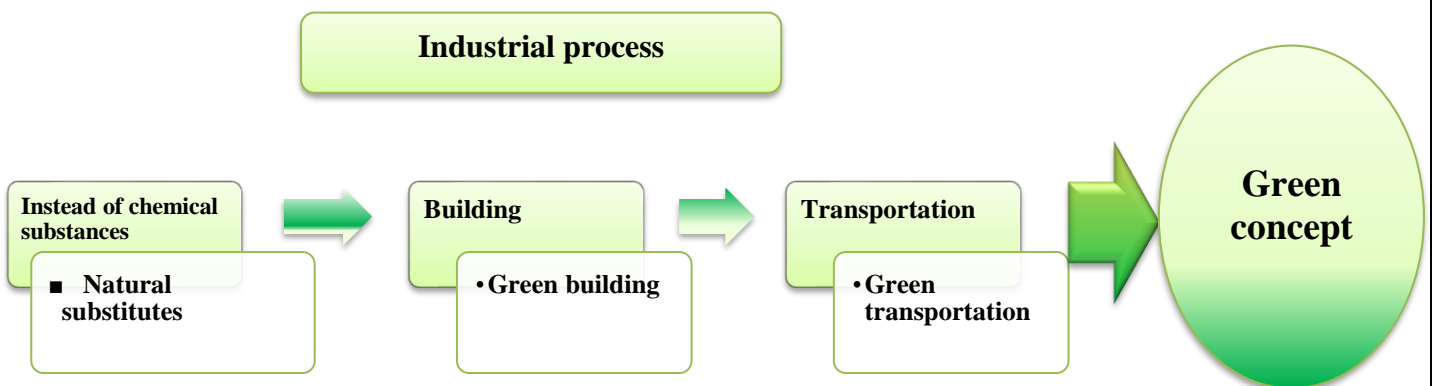 Industrial process
Instead of chemical
substances
■ Natural
substitutes
Building
•Green building
Transportation
•Green
transportation
Green
concept